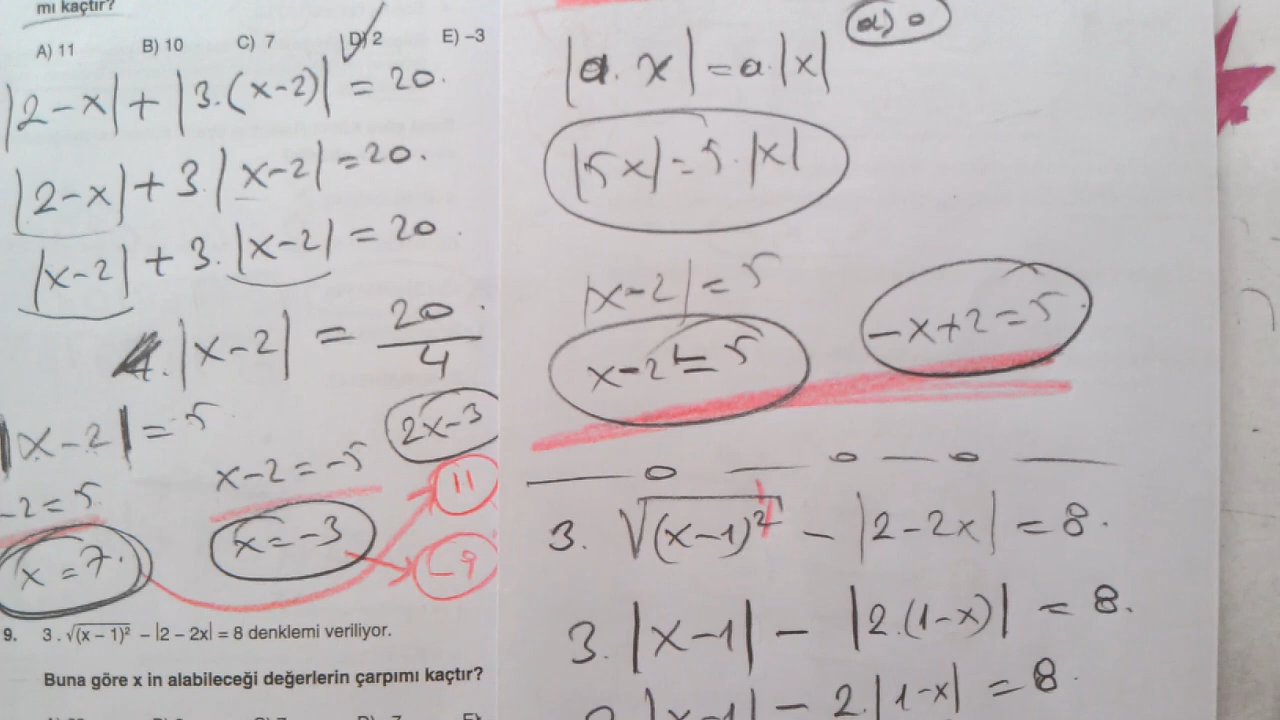 mı kaçtır?
A) 11 B) 10 C) 7 D) 2 E) –3
|2-x| + |3.(x-2)| = 20.
|2-x| + 3.|x-2| = 20.
|x-2| + 3.|x-2| = 20.
4.|x-2| = 20/4
|x-2| = 5
2x-3
-2 = 5
x-2 = -5
11
x = 7.
x = -3
-9
9. 3 . √(x – 1)² – |2 – 2x| = 8 denklemi veriliyor.
Buna göre x in alabileceği değerlerin çarpımı kaçtır?
a > 0
|a. x| = a.|x|
|5x| = 5.|x|
|x-2| = 5
x-2 = 5
-x+2 = 5
3. √(x-1)² - |2-2x| = 8.
3. |x-1| - |2.(1-x)| = 8.
|x-1| - 2.|1-x| = 8.